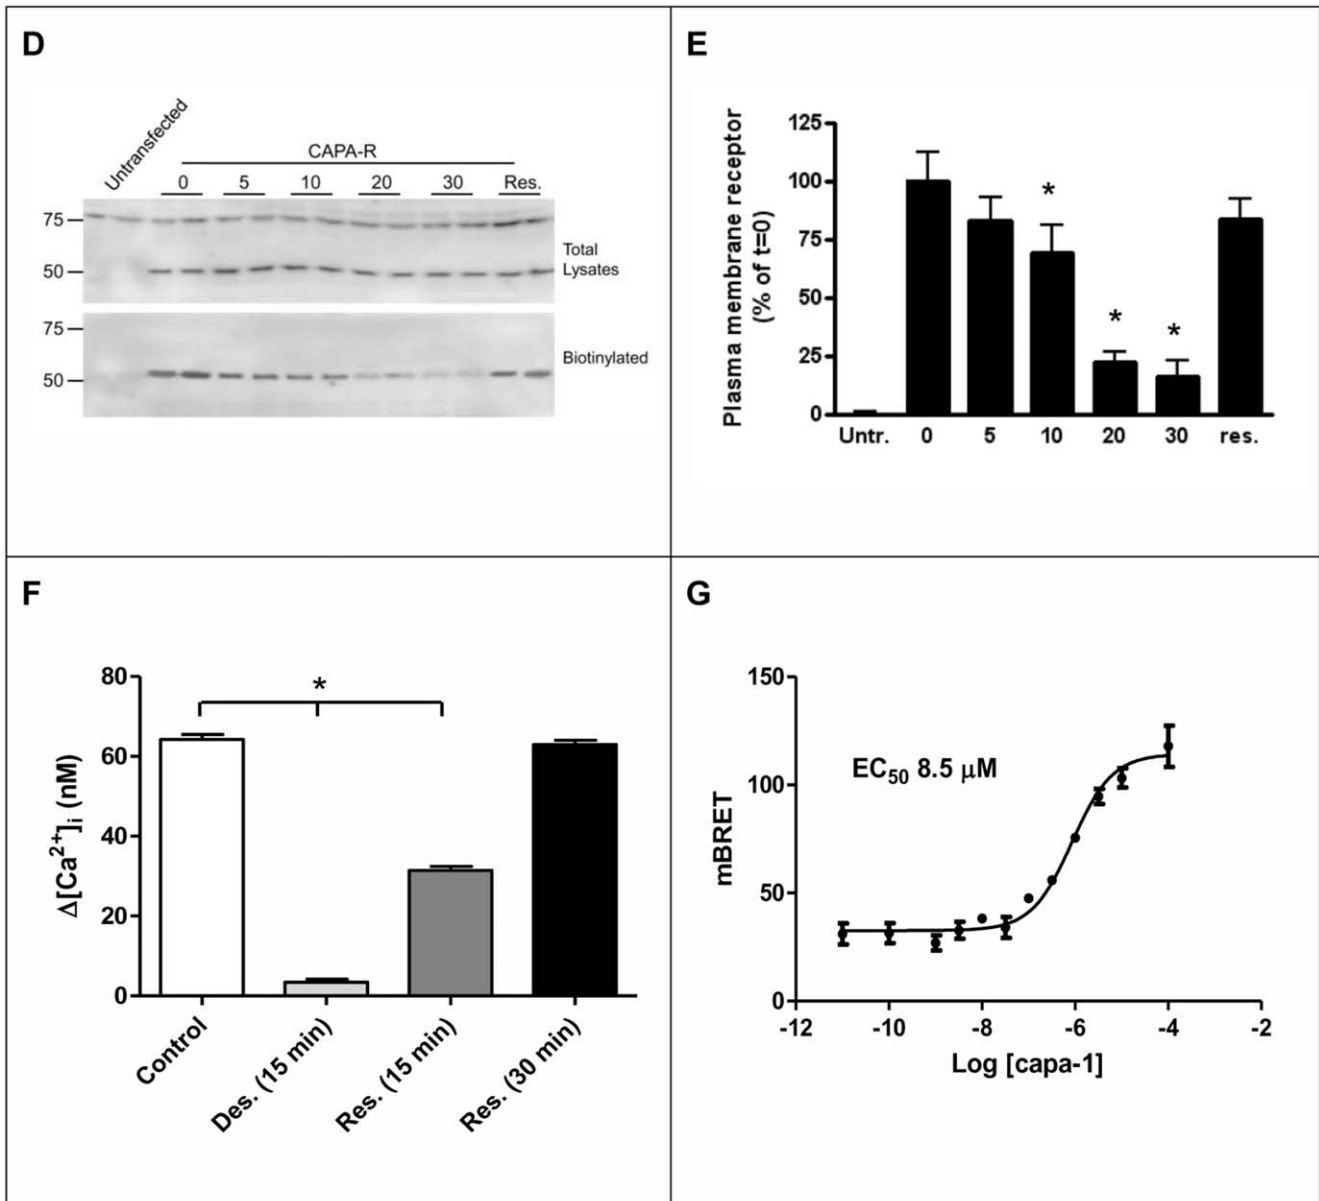 D
Untransfected
CAPA-R
0 5 10 20 30 Res.
75
50
Total
Lysates
75
50
Biotinylated
E
Plasma membrane receptor
(% of t=0)
125
100
75
50
25
0
*
*
*
Untr. 0 5 10 20 30 res.
F
Δ[Ca²⁺]ᵢ (nM)
80
60
40
20
0
*
Control
Des. (15 min)
Res. (15 min)
Res. (30 min)
G
mBRET
150
100
50
0
EC₅₀ 8.5 μM
-12 -10 -8 -6 -4 -2
Log [capa-1]